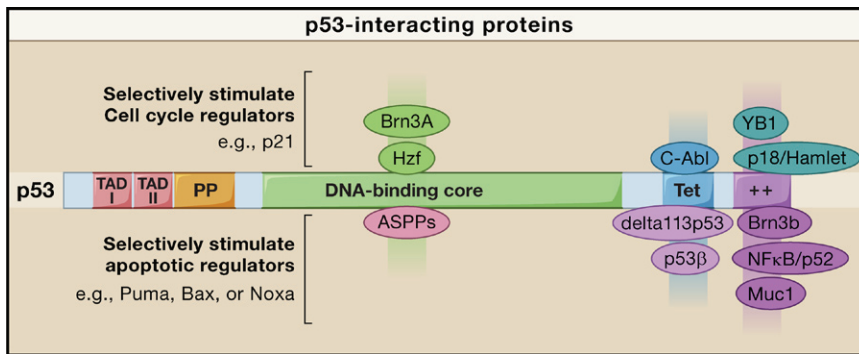 p53-interacting proteins
Selectively stimulate
Cell cycle regulators
e.g., p21
Brn3A
Hzf
C-Abl
YB1
p18/Hamlet
p53
TAD
I
TAD
II
PP
DNA-binding core
Tet
++
Selectively stimulate
apoptotic regulators
e.g., Puma, Bax, or Noxa
ASPPs
delta113p53
p53β
Brn3b
NFκB/p52
Muc1